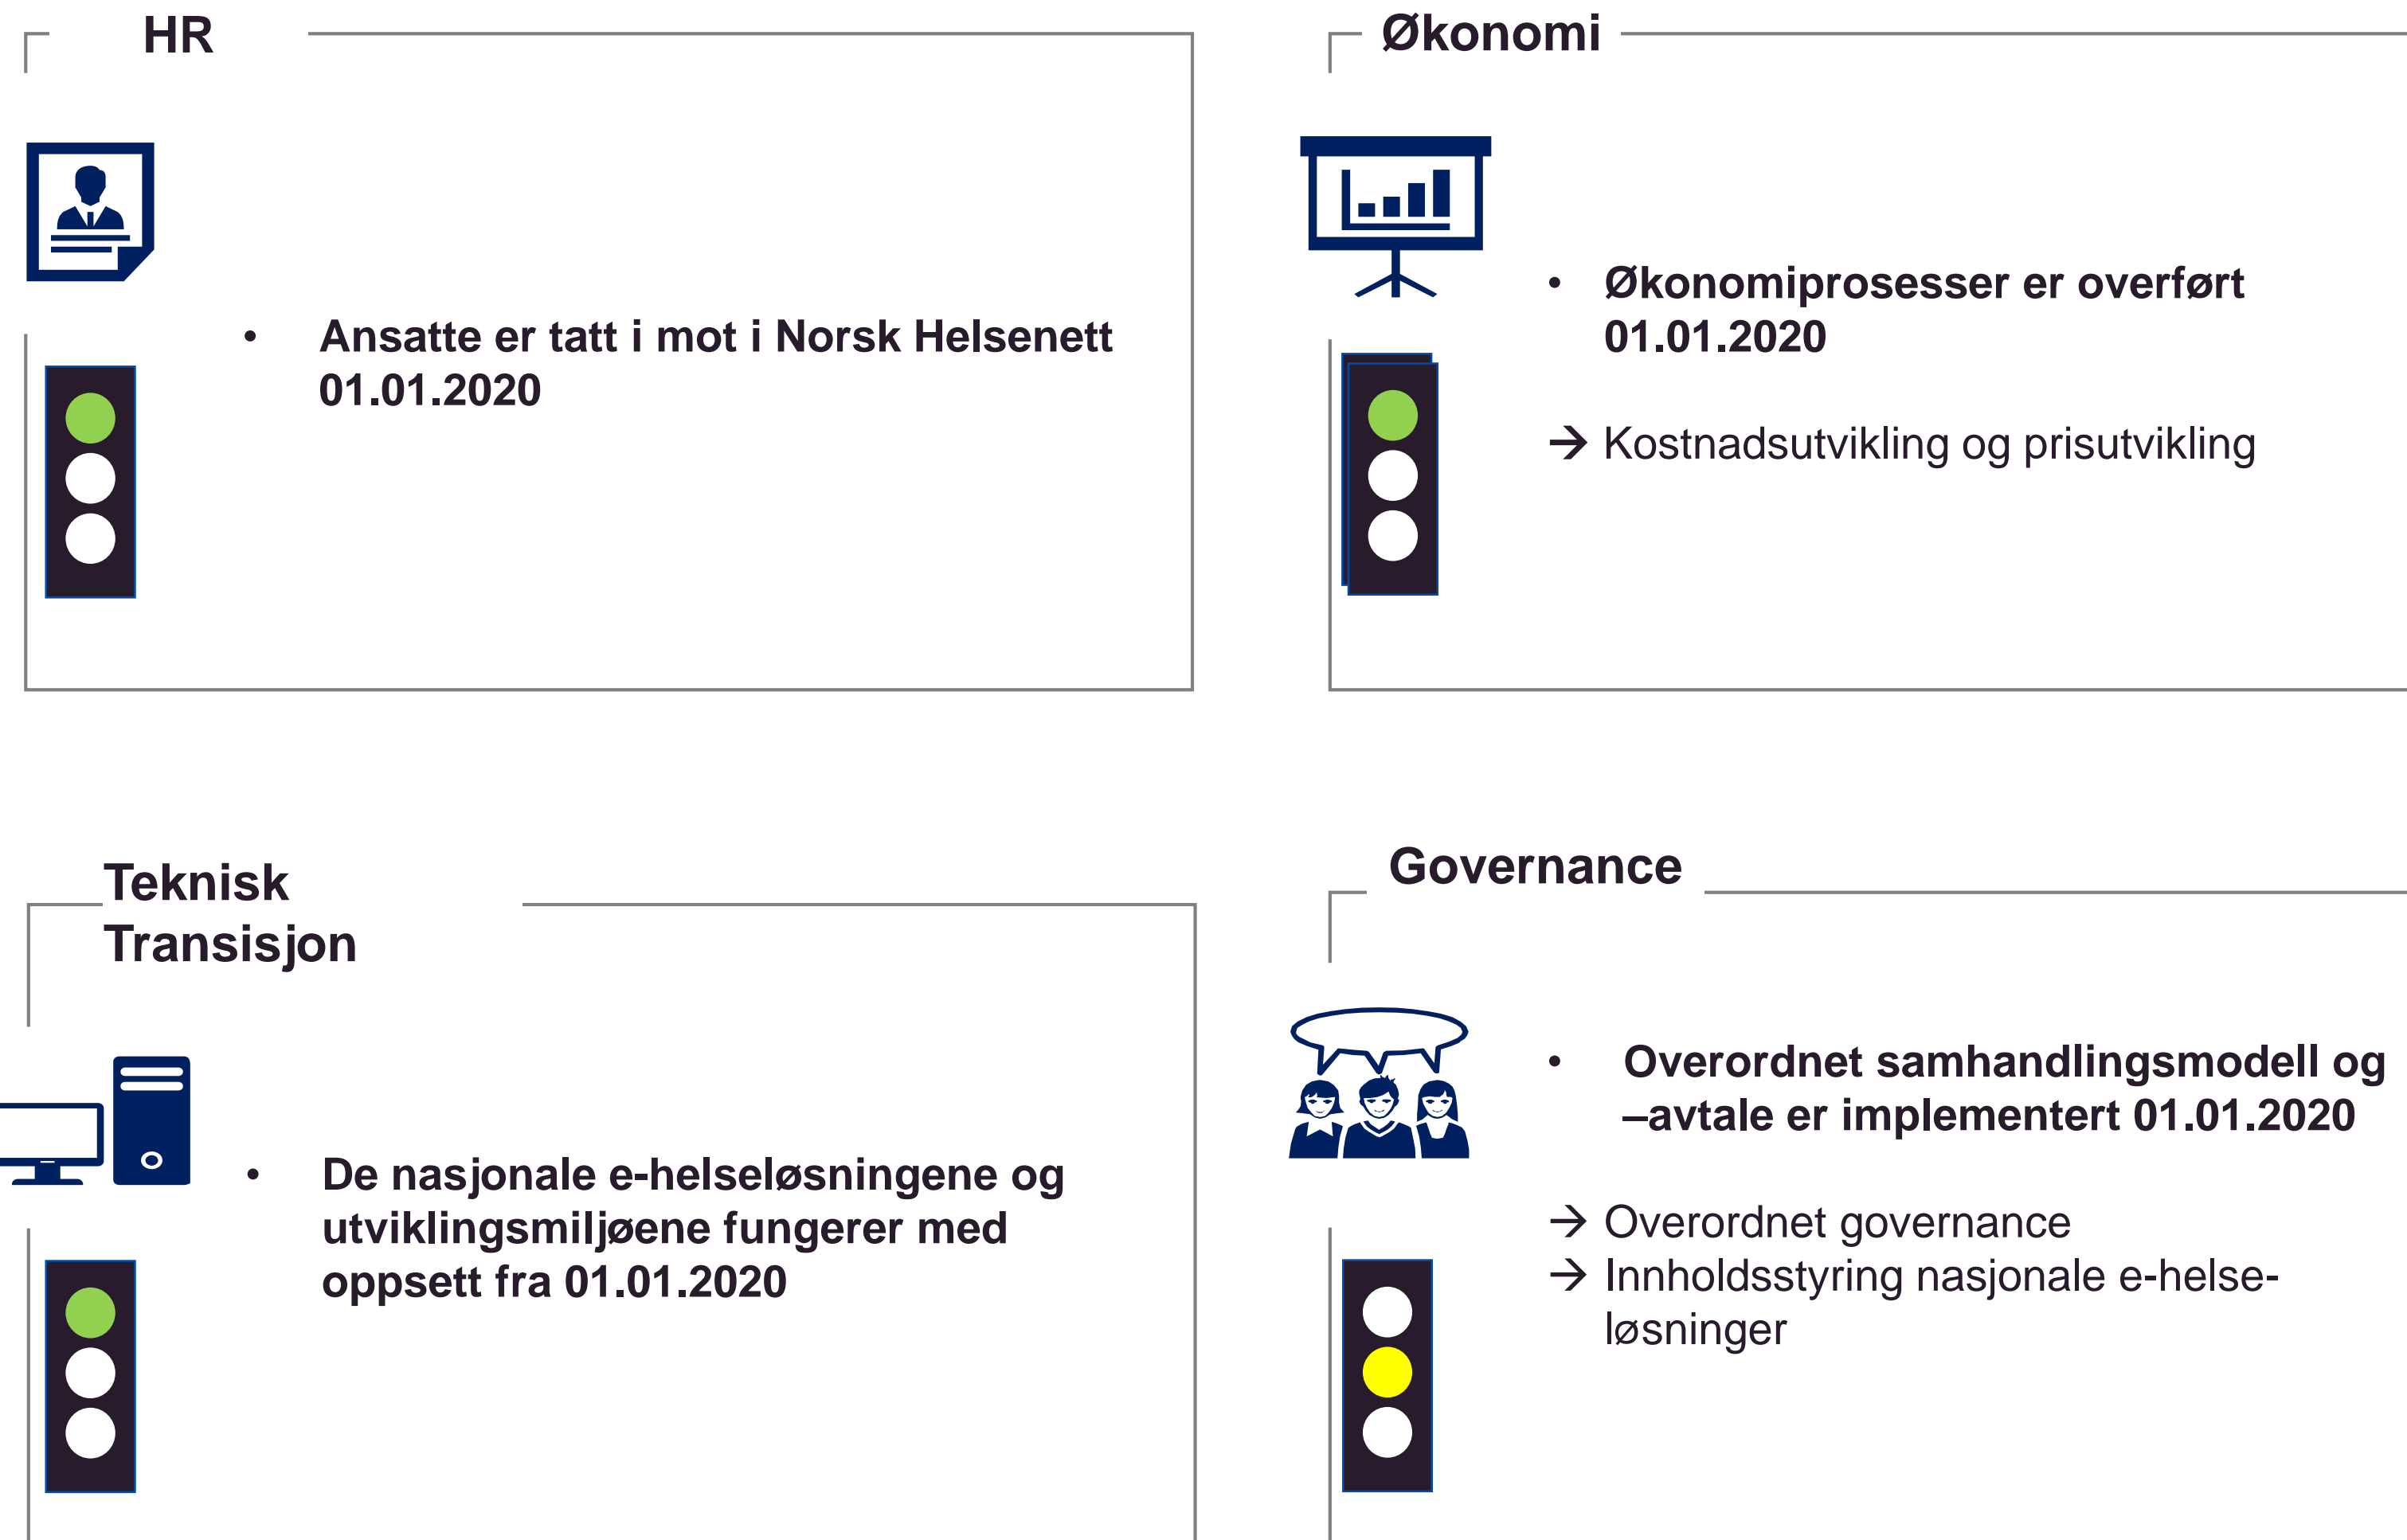 HR
• Ansatte er tatt i mot i Norsk Helsenett
01.01.2020
Økonomi
• Økonomiprosesser er overført
01.01.2020
→ Kostnadsutvikling og prisutvikling
Teknisk
Transisjon
• De nasjonale e-helseløsningene og
utviklingsmiljøene fungerer med
oppsett fra 01.01.2020
Governance
• Overordnet samhandlingsmodell og
–avtale er implementert 01.01.2020
→ Overordnet governance
→ Innholdsstyring nasjonale e-helse-
løsninger